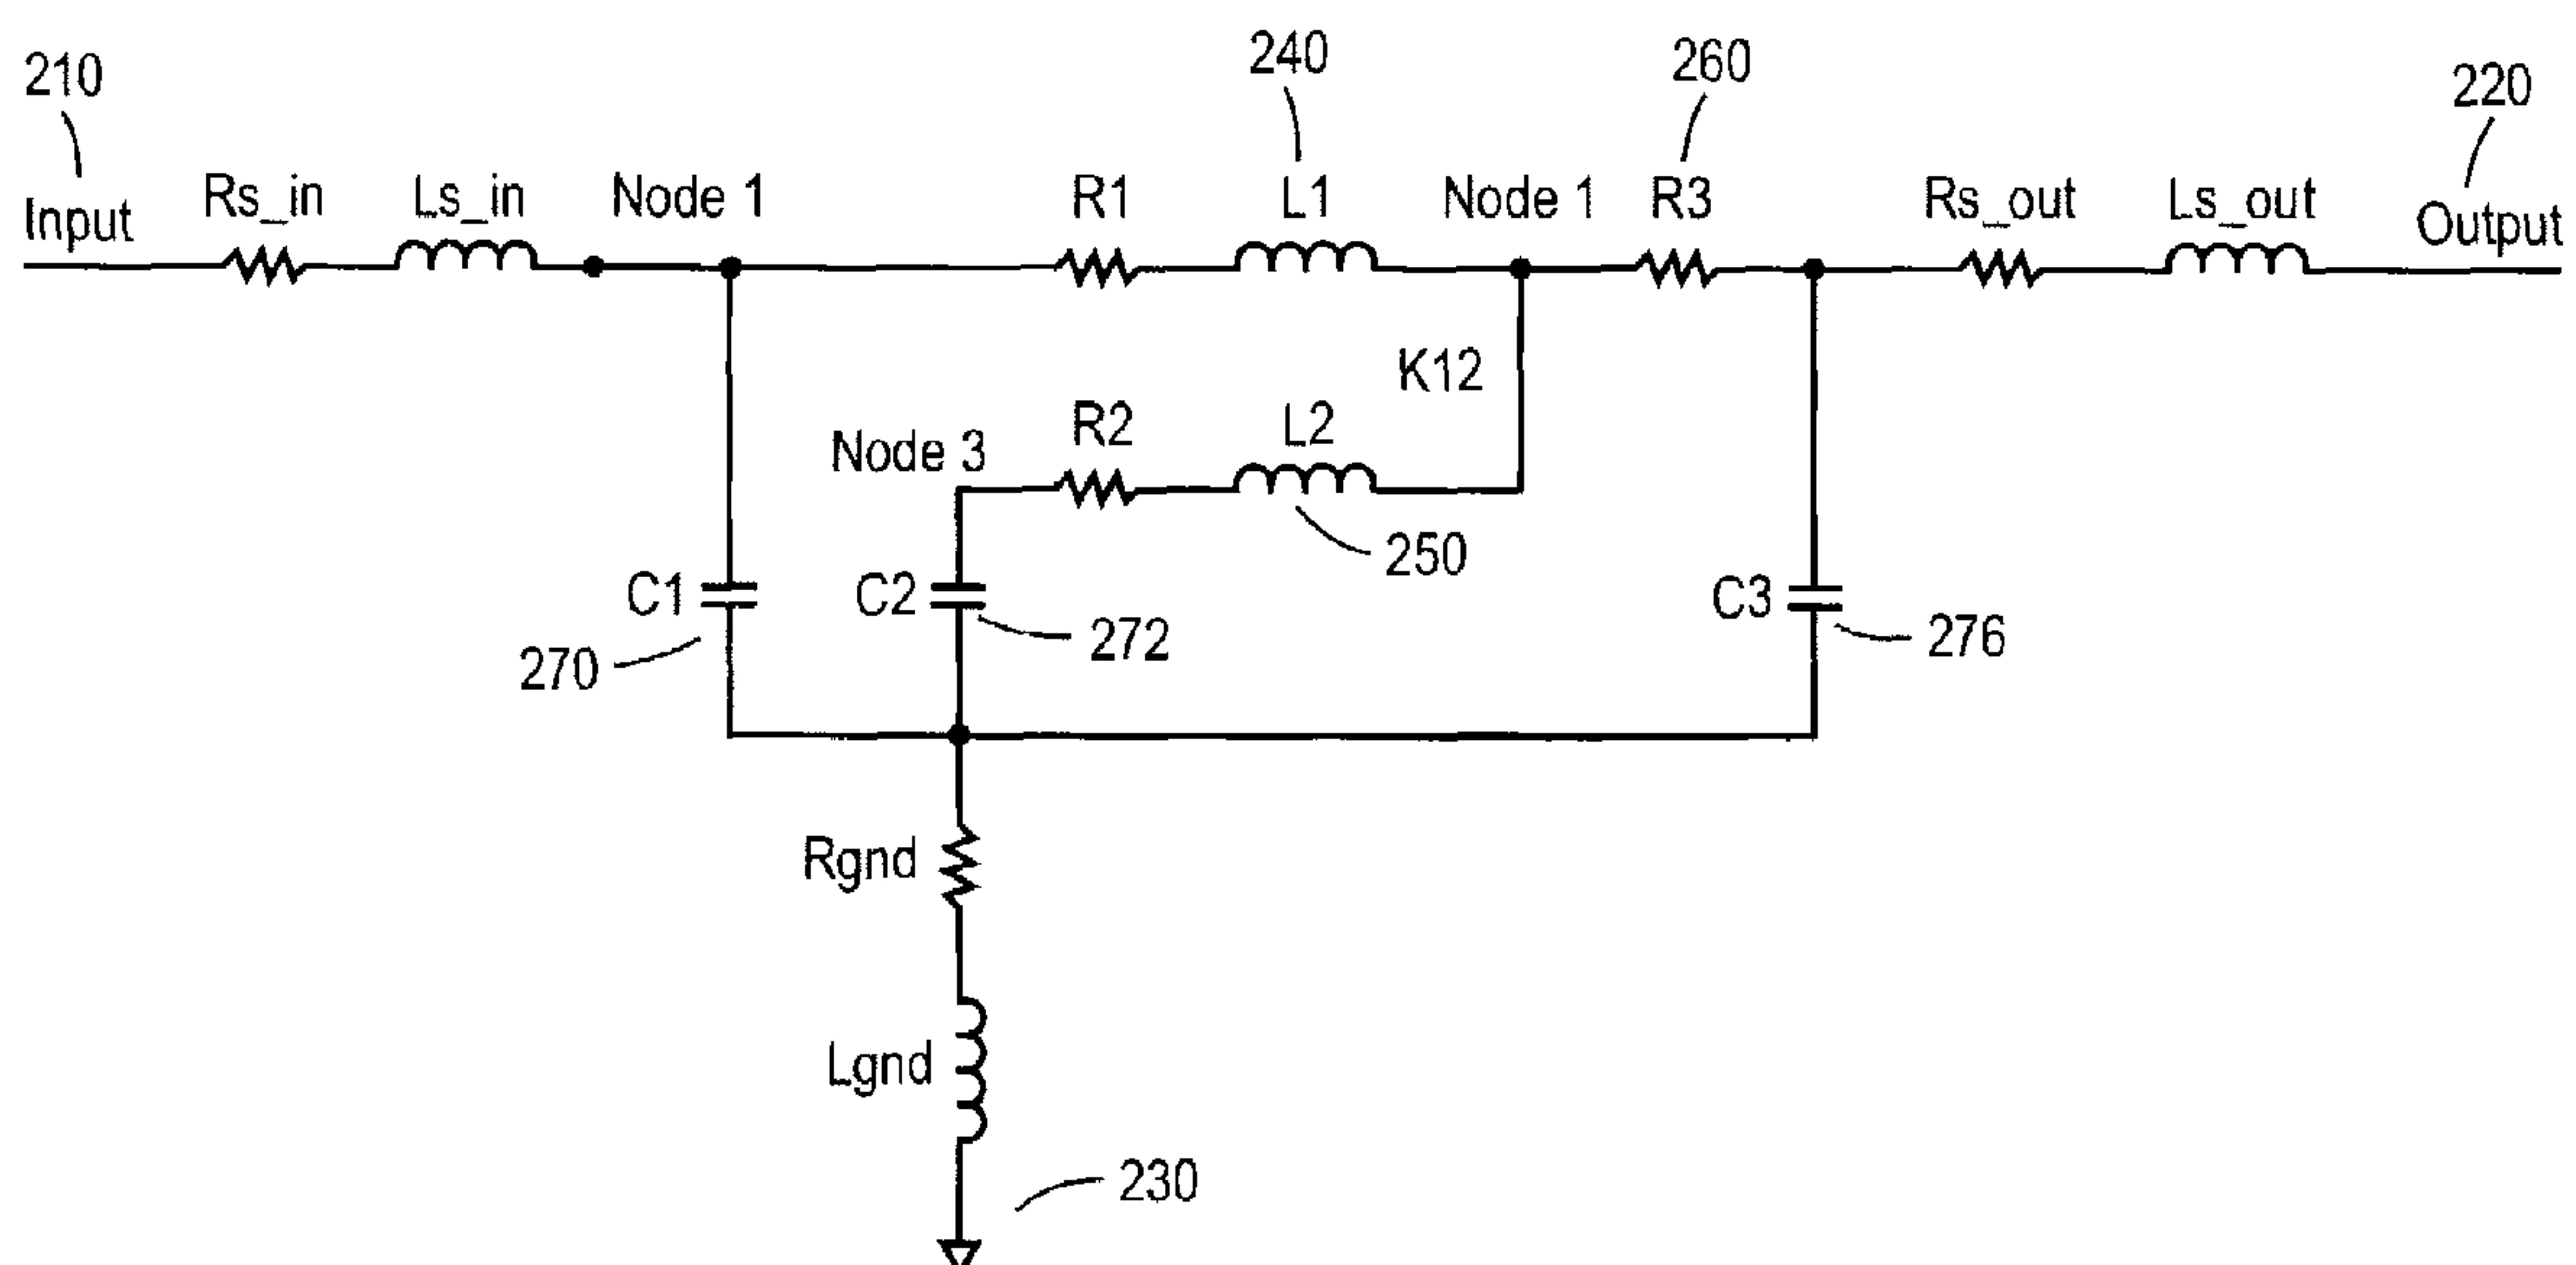 210
240
260
220
Input
Rs_in
Ls_in
Node 1
R1
L1
Node 1
R3
Rs_out
Ls_out
Output
K12
Node 3
R2
L2
250
C1
C2
C3
270
272
276
Rgnd
Lgnd
230